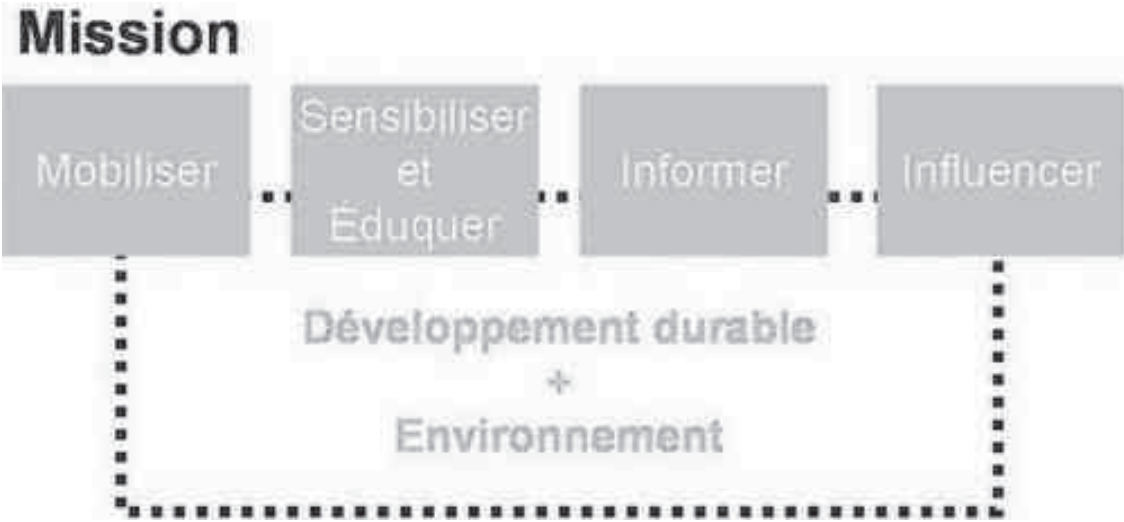 Mission
Mobiliser
Sensibiliser
et
Éduquer
Informer
Influencer
Développement durable
+
Environnement